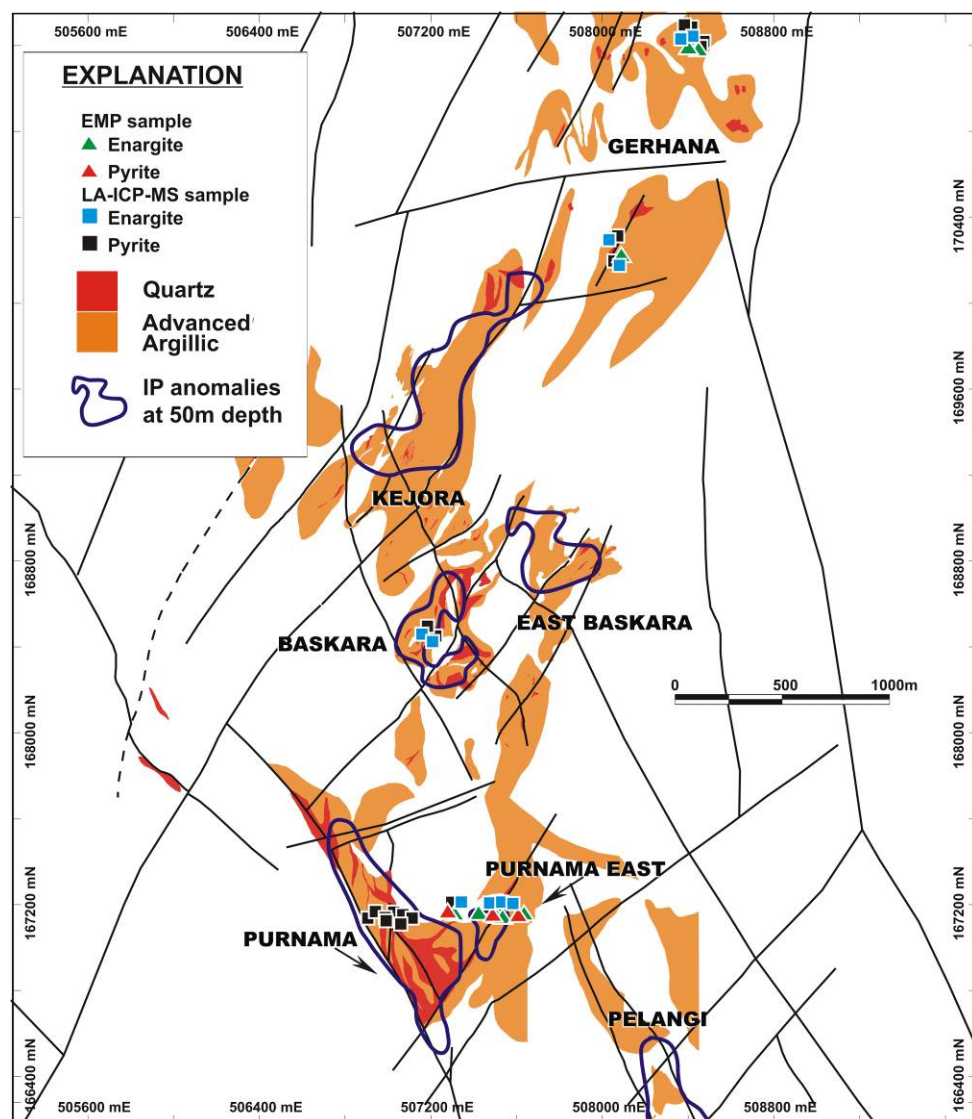 505600 mE 506400 mE 507200 mE 508000 mE 508800 mE
EXPLANATION
EMP sample
Enargite
Pyrite
LA-ICP-MS sample
Enargite
Pyrite
Quartz
Advanced
Argillic
IP anomalies
at 50m depth
GERHANA
170400 mN
169600 mN
KEJORA
168800 mN
168800 mN
BASKARA
EAST BASKARA
0 500 1000m
168000 mN
168000 mN
PURNAMA EAST
167200 mN
167200 mN
PURNAMA
PELANGI
166400 mN
166400 mN
505600 mE 506400 mE 507200 mE 508000 mE 508800 mE